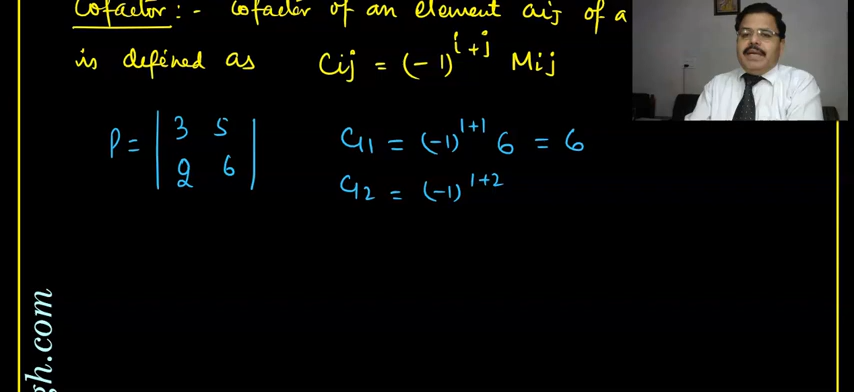 Cofactor :- Cofactor of an element aij of a
is defined as Cij = (-1)^{i+j} Mij
P = | 3 5 |
| 2 6 |
C11 = (-1)^{1+1} 6 = 6
C12 = (-1)^{1+2}
gh.com